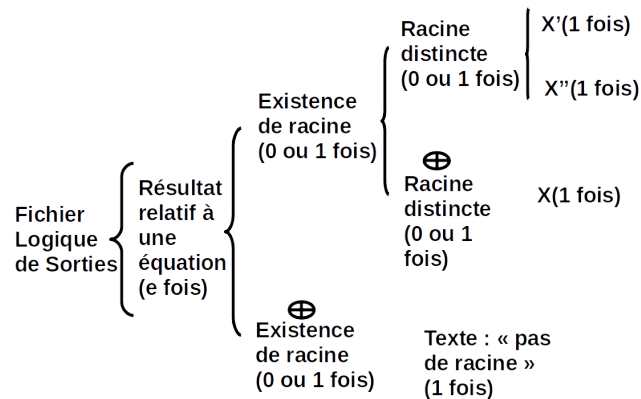 Fichier
Logique
de Sorties
Résultat
relatif à
une
équation
(e fois)
Existence
de racine
(0 ou 1 fois)
Racine
distincte
(0 ou 1 fois)
X’(1 fois)
X’’(1 fois)
Racine
distincte
(0 ou 1
fois)
X(1 fois)
Existence
de racine
(0 ou 1 fois)
Texte : « pas
de racine »
(1 fois)